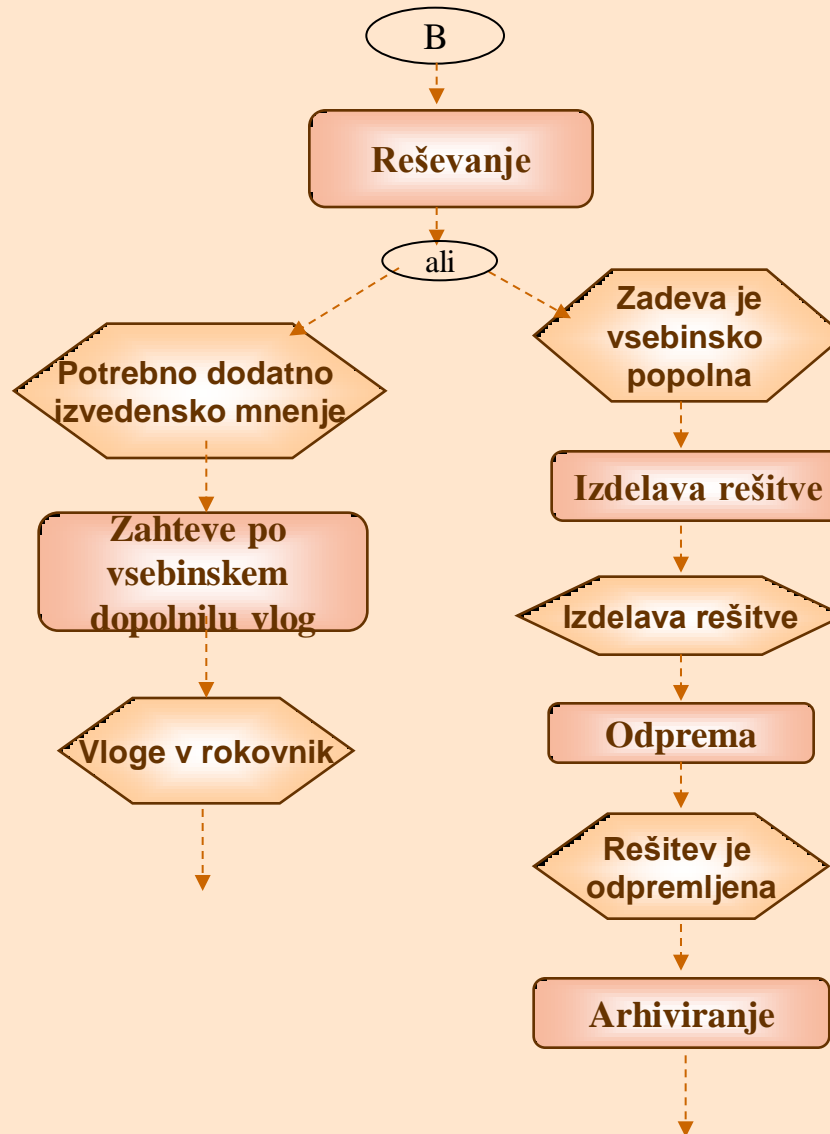 B
Reševanje
ali
Potrebno dodatno
izvedensko mnenje
Zahteve po
vsebinskem
dopolnilu vlog
Vloge v rokovnik
Zadeva je
vsebinsko
popolna
Izdelava rešitve
Izdelava rešitve
Odprema
Rešitev je
odpremljena
Arhiviranje